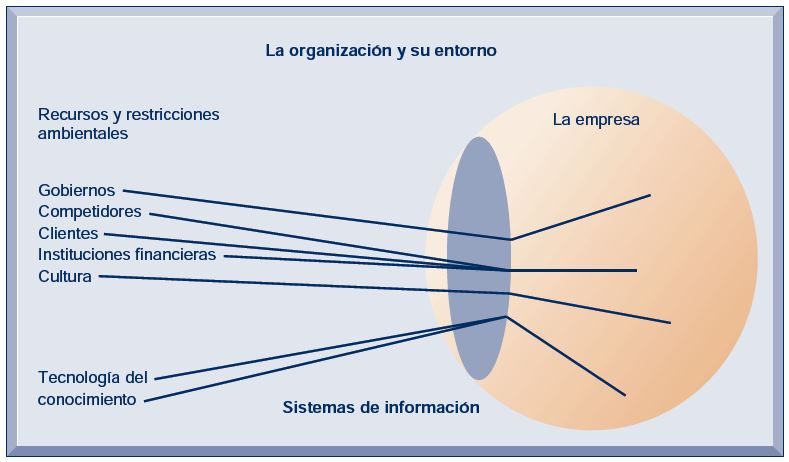 La organización y su entorno
Recursos y restricciones
ambientales
La empresa
Gobiernos
Competidores
Clientes
Instituciones financieras
Cultura
Tecnología del
conocimiento
Sistemas de información